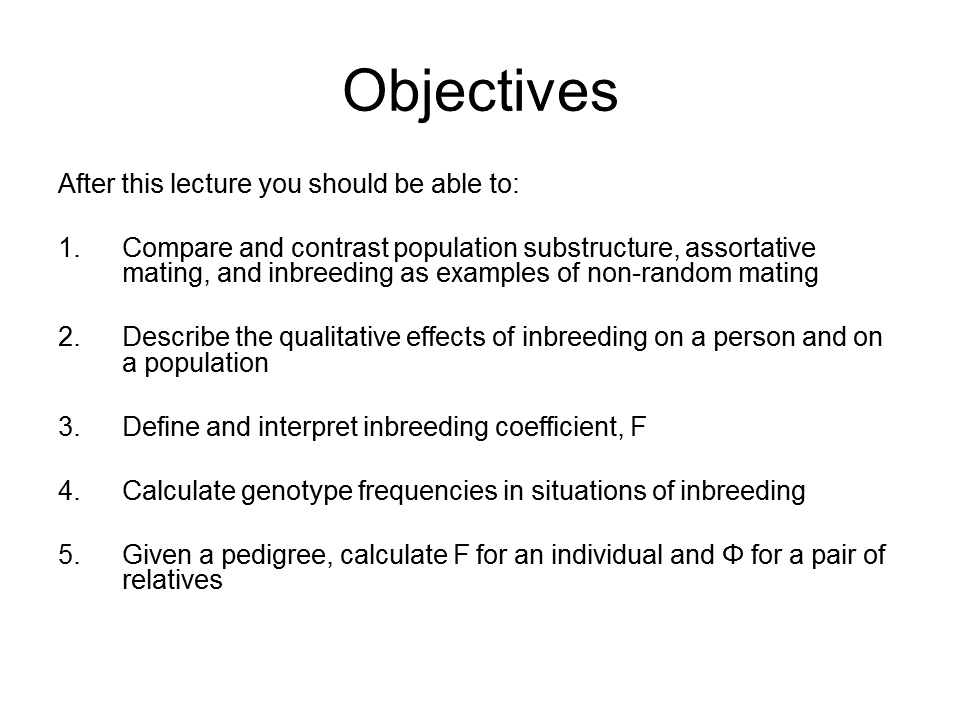 Objectives
After this lecture you should be able to:
1. Compare and contrast population substructure, assortative
mating, and inbreeding as examples of non-random mating
2. Describe the qualitative effects of inbreeding on a person and on
a population
3. Define and interpret inbreeding coefficient, F
4. Calculate genotype frequencies in situations of inbreeding
5. Given a pedigree, calculate F for an individual and Φ for a pair of
relatives